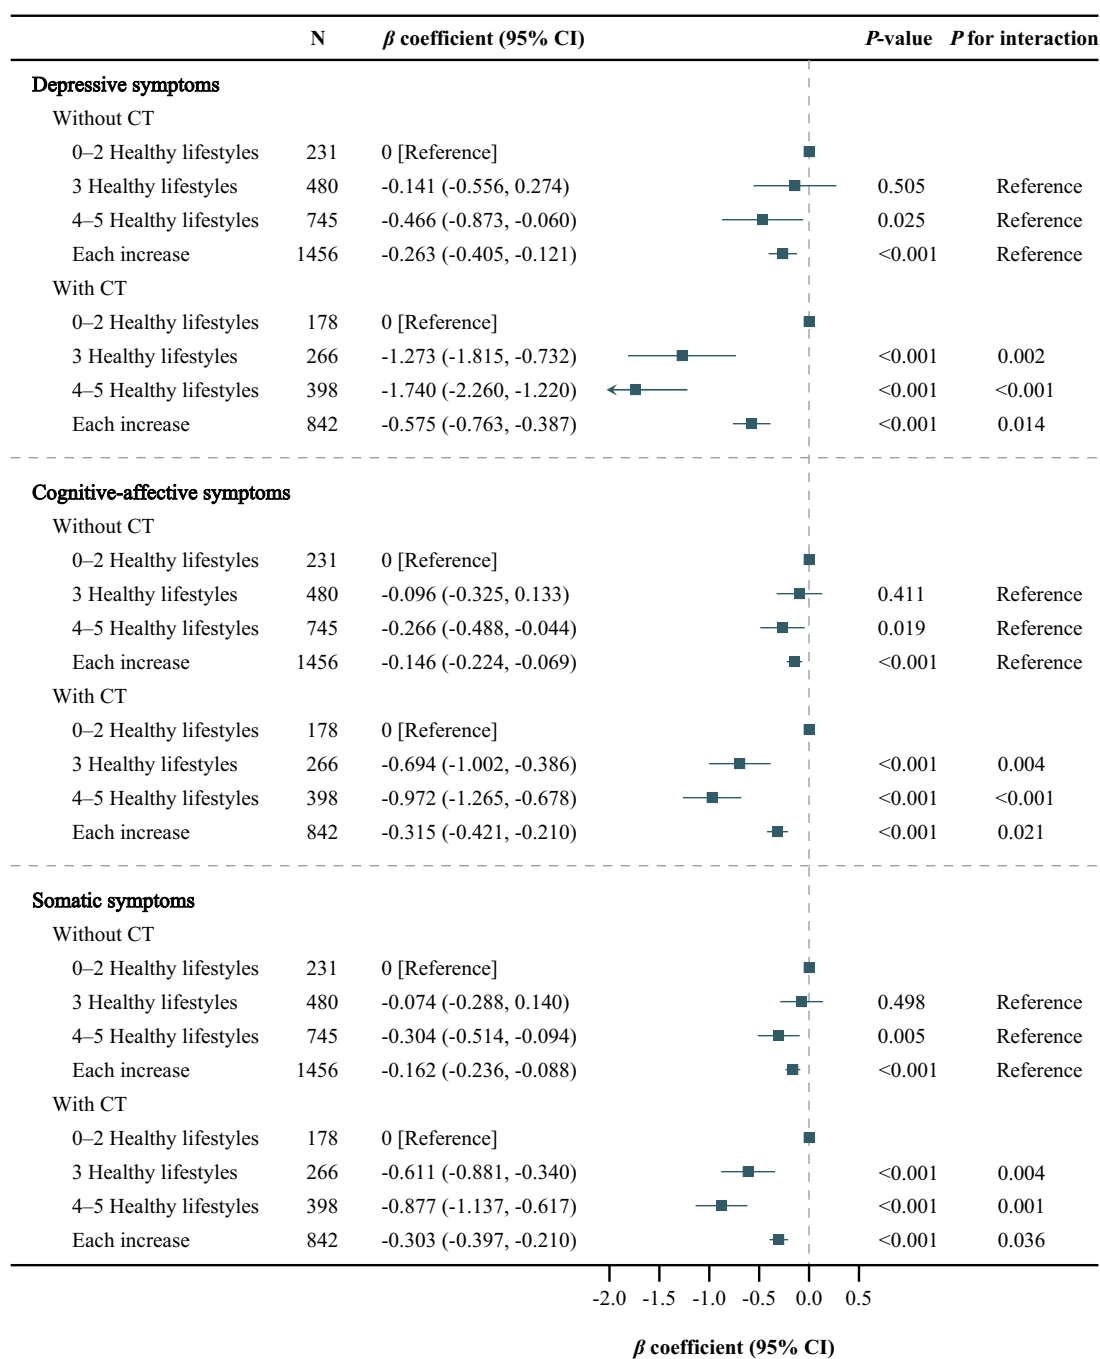 N β coefficient (95% CI) P-value P for interaction
Depressive symptoms
Without CT
0–2 Healthy lifestyles 231 0 [Reference]
3 Healthy lifestyles 480 -0.141 (-0.556, 0.274) 0.505 Reference
4–5 Healthy lifestyles 745 -0.466 (-0.873, -0.060) 0.025 Reference
Each increase 1456 -0.263 (-0.405, -0.121) <0.001 Reference
With CT
0–2 Healthy lifestyles 178 0 [Reference]
3 Healthy lifestyles 266 -1.273 (-1.815, -0.732) <0.001 0.002
4–5 Healthy lifestyles 398 -1.740 (-2.260, -1.220) <0.001 <0.001
Each increase 842 -0.575 (-0.763, -0.387) <0.001 0.014
Cognitive-affective symptoms
Without CT
0–2 Healthy lifestyles 231 0 [Reference]
3 Healthy lifestyles 480 -0.096 (-0.325, 0.133) 0.411 Reference
4–5 Healthy lifestyles 745 -0.266 (-0.488, -0.044) 0.019 Reference
Each increase 1456 -0.146 (-0.224, -0.069) <0.001 Reference
With CT
0–2 Healthy lifestyles 178 0 [Reference]
3 Healthy lifestyles 266 -0.694 (-1.002, -0.386) <0.001 0.004
4–5 Healthy lifestyles 398 -0.972 (-1.265, -0.678) <0.001 <0.001
Each increase 842 -0.315 (-0.421, -0.210) <0.001 0.021
Somatic symptoms
Without CT
0–2 Healthy lifestyles 231 0 [Reference]
3 Healthy lifestyles 480 -0.074 (-0.288, 0.140) 0.498 Reference
4–5 Healthy lifestyles 745 -0.304 (-0.514, -0.094) 0.005 Reference
Each increase 1456 -0.162 (-0.236, -0.088) <0.001 Reference
With CT
0–2 Healthy lifestyles 178 0 [Reference]
3 Healthy lifestyles 266 -0.611 (-0.881, -0.340) <0.001 0.004
4–5 Healthy lifestyles 398 -0.877 (-1.137, -0.617) <0.001 0.001
Each increase 842 -0.303 (-0.397, -0.210) <0.001 0.036
-2.0 -1.5 -1.0 -0.5 0.0 0.5
β coefficient (95% CI)